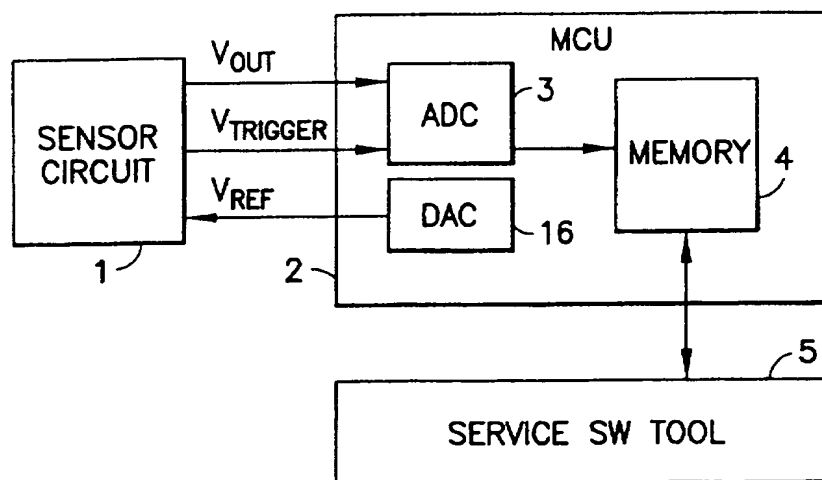 MCU
V_OUT
3
ADC
SENSOR
CIRCUIT
V_TRIGGER
MEMORY
4
V_REF
DAC
16
1
2
5
SERVICE SW TOOL